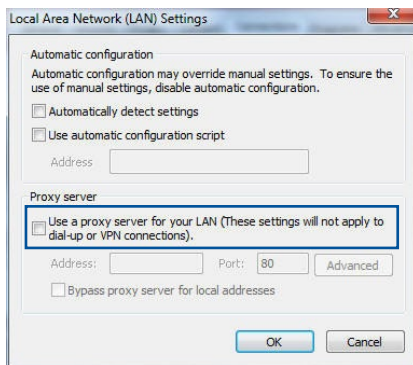 Local Area Network (LAN) Settings
Automatic configuration
Automatic configuration may override manual settings. To ensure the
use of manual settings, disable automatic configuration.
Automatically detect settings
Use automatic configuration script
Address
Proxy server
Use a proxy server for your LAN (These settings will not apply to
dial-up or VPN connections).
Address: Port: 80 Advanced
Bypass proxy server for local addresses
OK Cancel